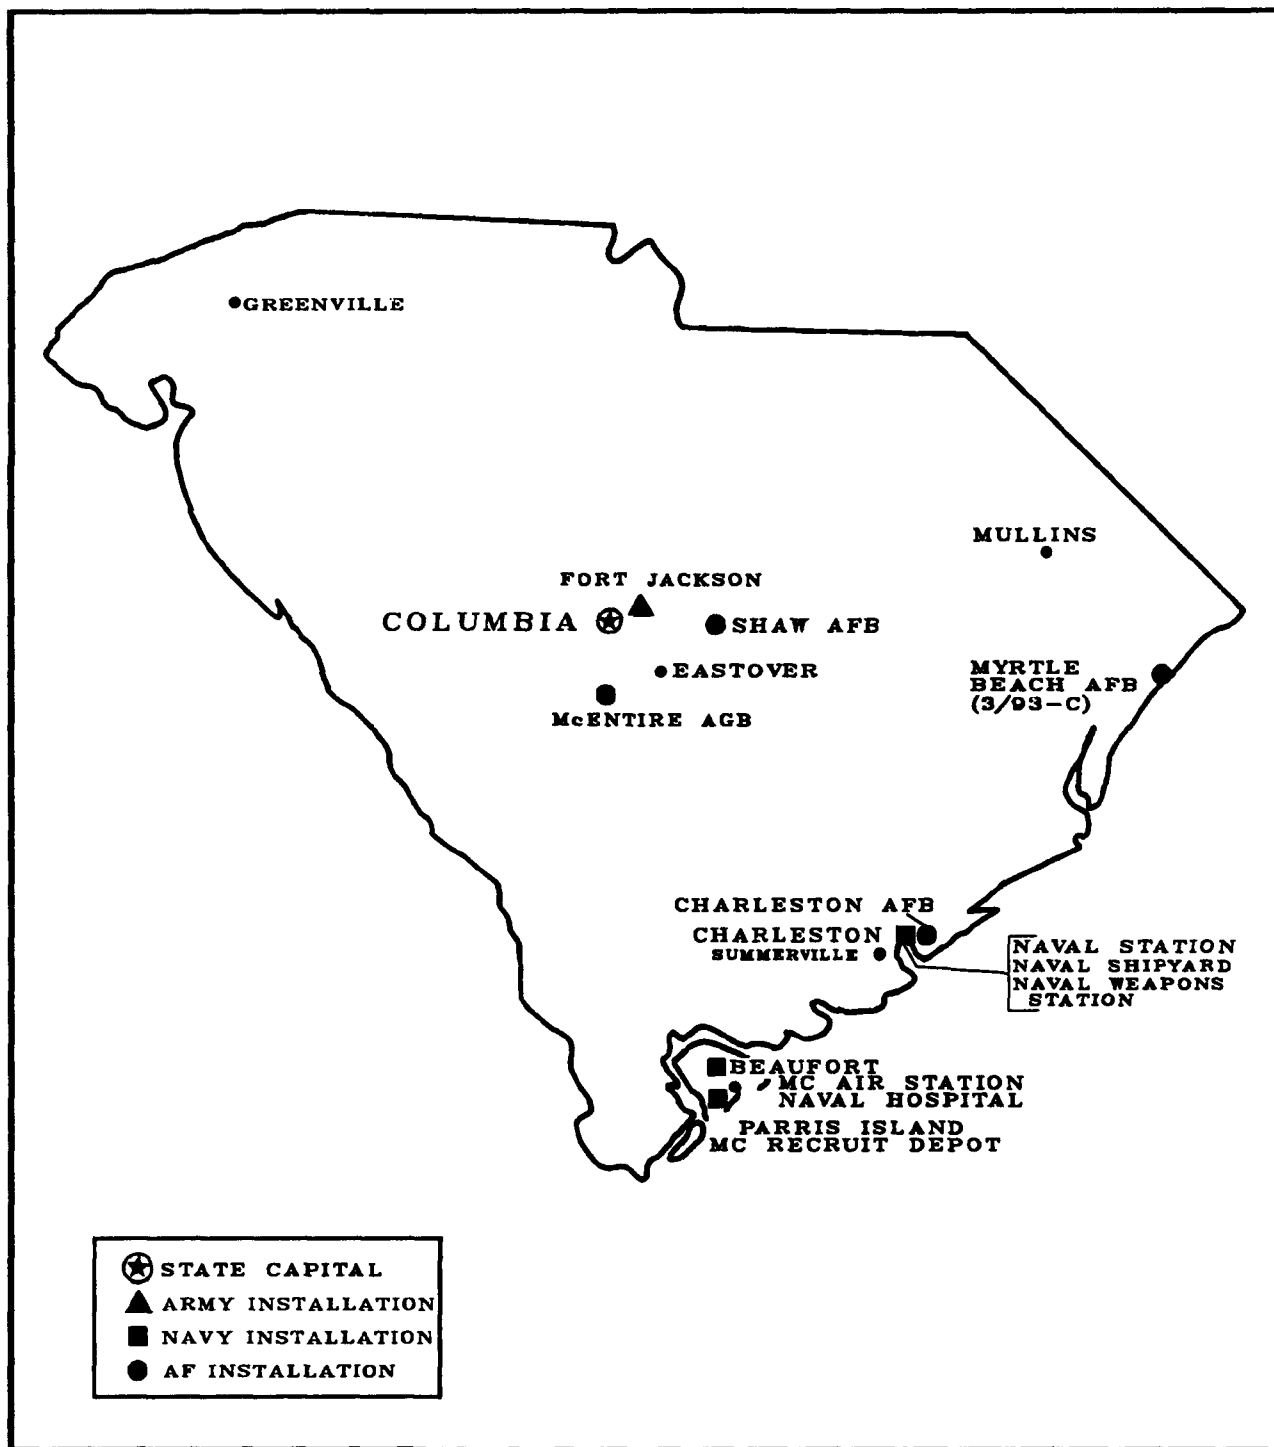 GREENVILLE
MULLINS
FORT JACKSON
COLUMBIA
SHAW AFB
EASTOVER
MYRTLE
BEACH AFB
(3/93-C)
McENTIRE AGB
CHARLESTON AFB
CHARLESTON
SUMMERVILLE
NAVAL STATION
NAVAL SHIPYARD
NAVAL WEAPONS
STATION
BEAUFORT
MC AIR STATION
NAVAL HOSPITAL
PARRIS ISLAND
MC RECRUIT DEPOT
STATE CAPITAL
ARMY INSTALLATION
NAVY INSTALLATION
AF INSTALLATION